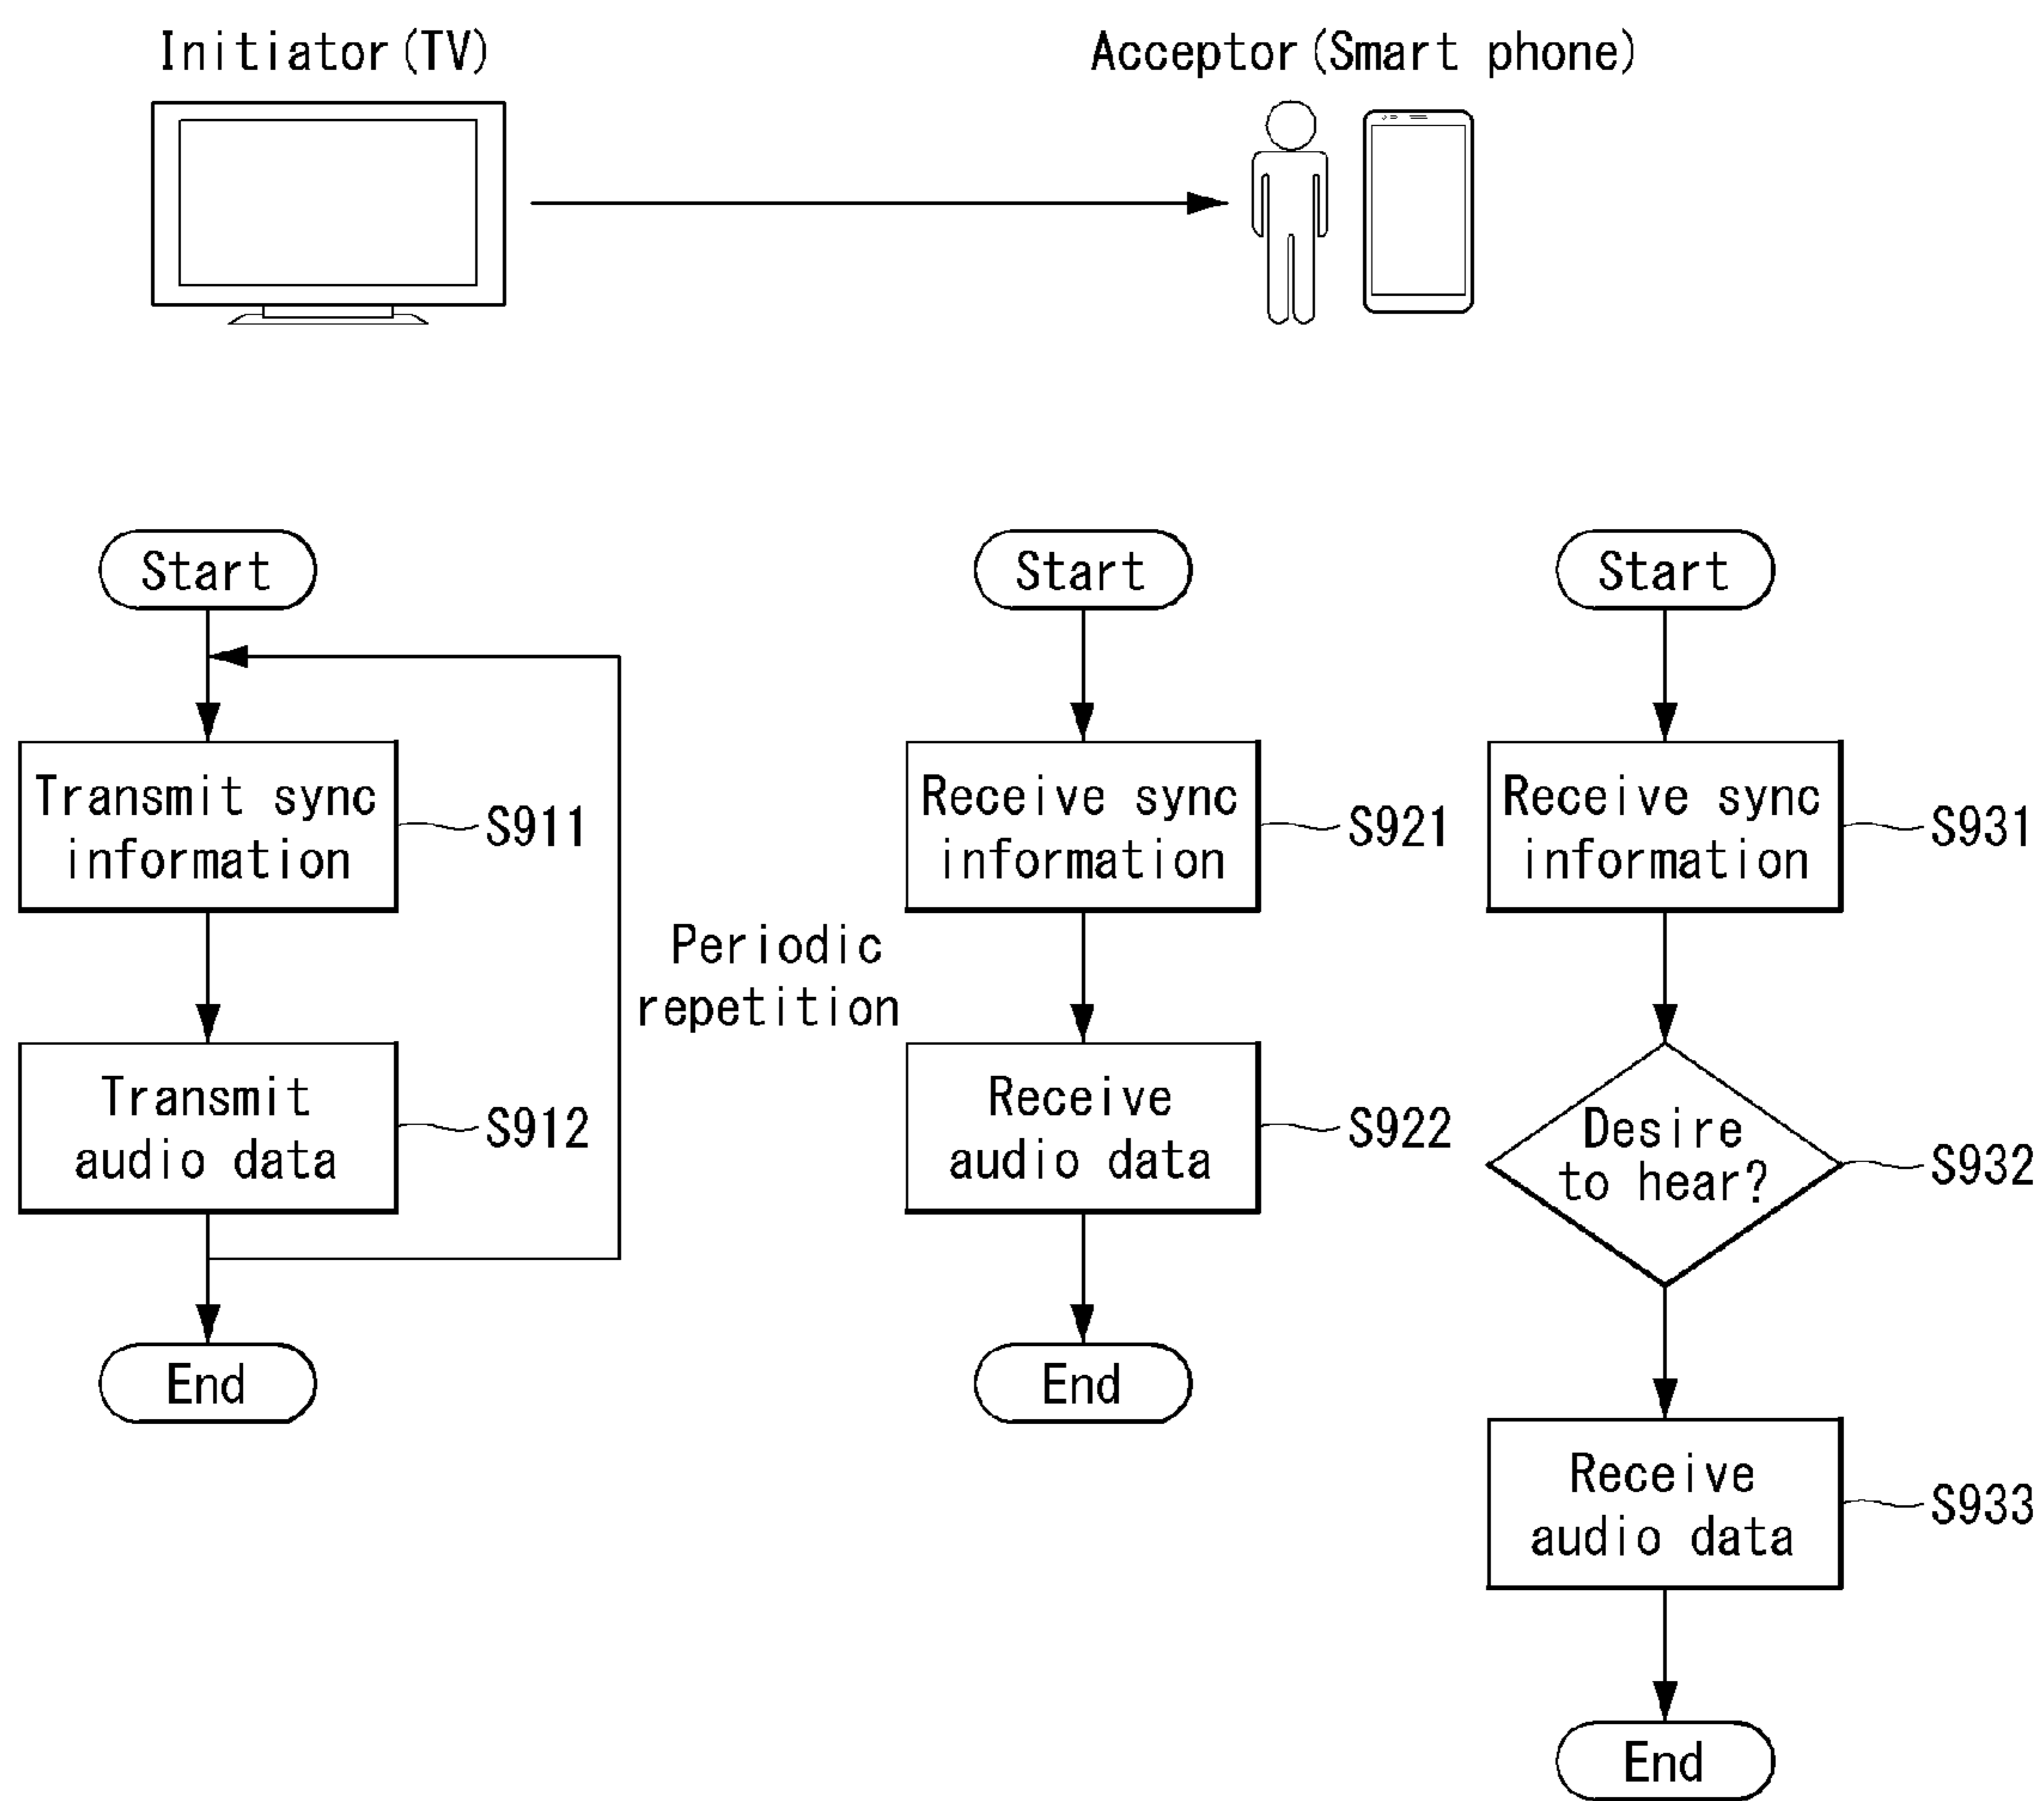 Initiator(TV)
Acceptor(Smart phone)
Start
Transmit sync
information
S911
Periodic
repetition
Transmit
audio data
S912
End
Start
Receive sync
information
S921
Receive
audio data
S922
End
Start
Receive sync
information
S931
Desire
to hear?
S932
Receive
audio data
S933
End